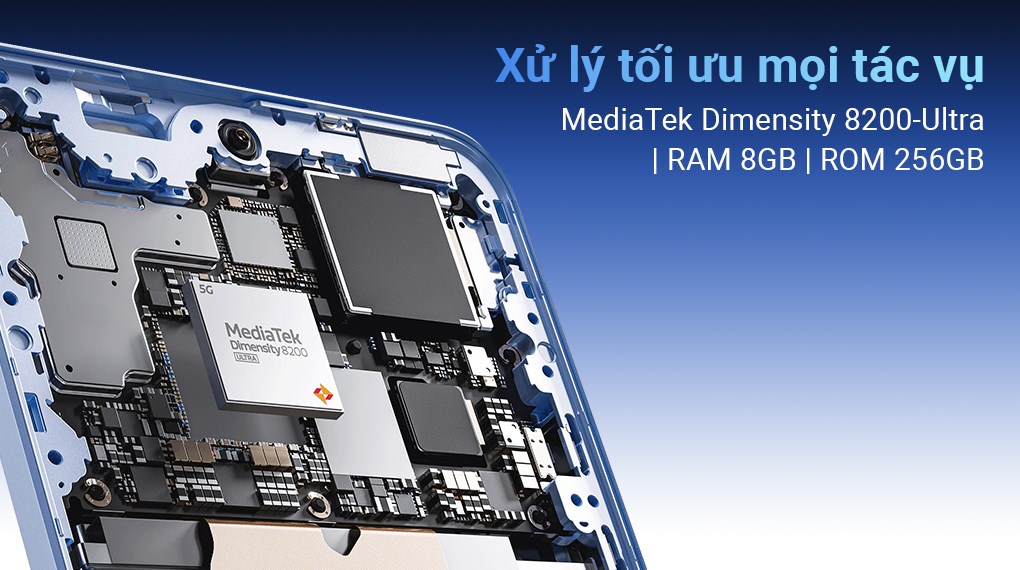 Xử lý tối ưu mọi tác vụ
MediaTek Dimensity 8200-Ultra
| RAM 8GB | ROM 256GB
5G
MediaTek
Dimensity 8200
ULTRA